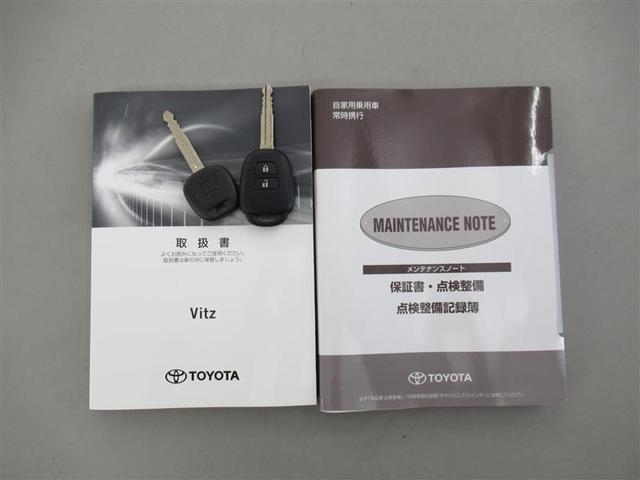 取扱書
よくお読みになってご使用ください。
取扱書は車の中に保管しましょう。
Vitz
TOYOTA
自家用乗用車
常時携行
MAINTENANCE NOTE
メンテナンスノート
保証書・点検整備
点検整備記録簿
TOYOTA